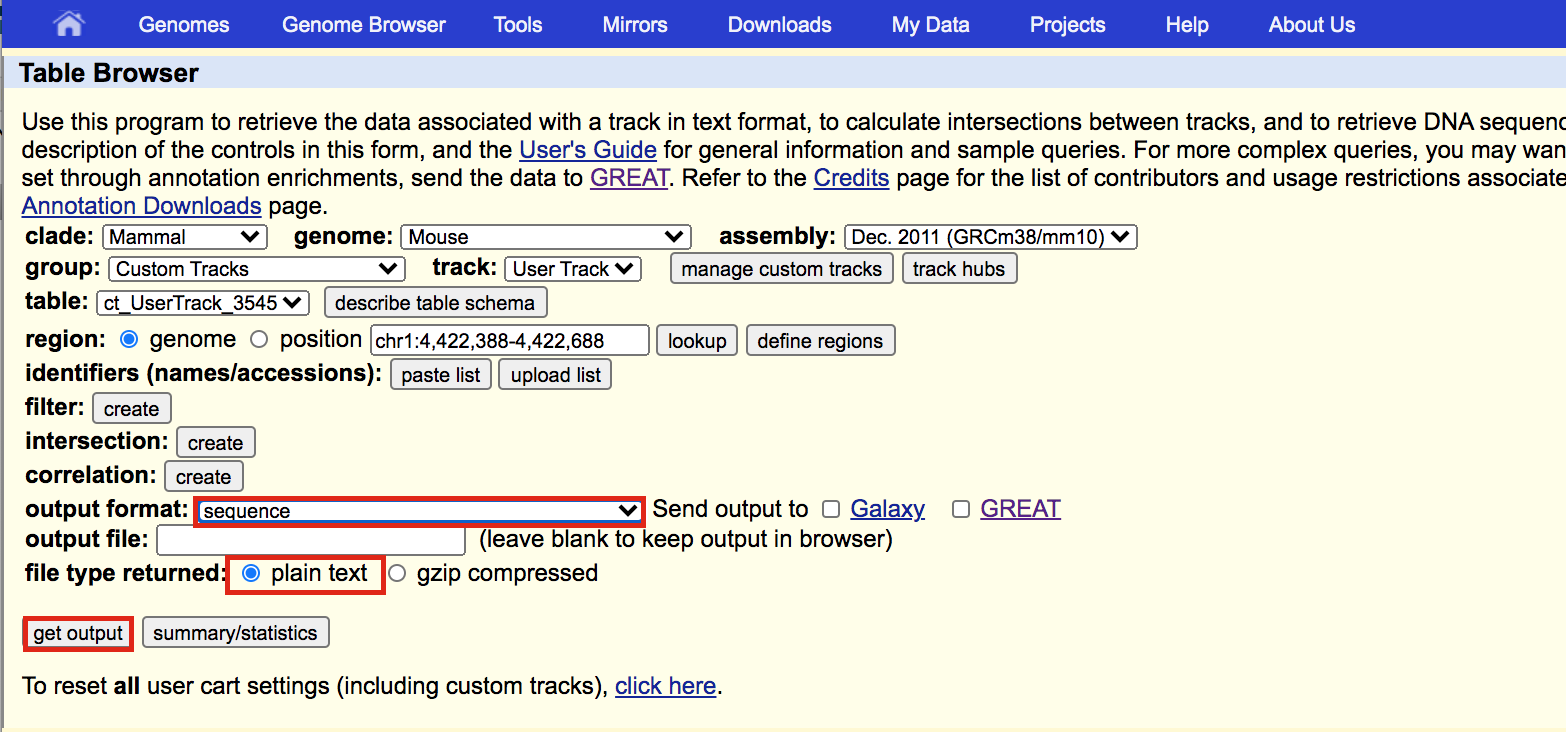 Genomes Genome Browser Tools Mirrors Downloads My Data Projects Help About Us
Table Browser
Use this program to retrieve the data associated with a track in text format, to calculate intersections between tracks, and to retrieve DNA sequenc
description of the controls in this form, and the User's Guide for general information and sample queries. For more complex queries, you may wan
set through annotation enrichments, send the data to GREAT. Refer to the Credits page for the list of contributors and usage restrictions associate
Annotation Downloads page.
clade: Mammal genome: Mouse assembly: Dec. 2011 (GRCm38/mm10)
group: Custom Tracks track: User Track manage custom tracks track hubs
table: ct_UserTrack_3545 describe table schema
region: genome position chr1:4,422,388-4,422,688 lookup define regions
identifiers (names/accessions): paste list upload list
filter: create
intersection: create
correlation: create
output format: sequence Send output to Galaxy GREAT
output file: (leave blank to keep output in browser)
file type returned: plain text gzip compressed
get output summary/statistics
To reset all user cart settings (including custom tracks), click here.